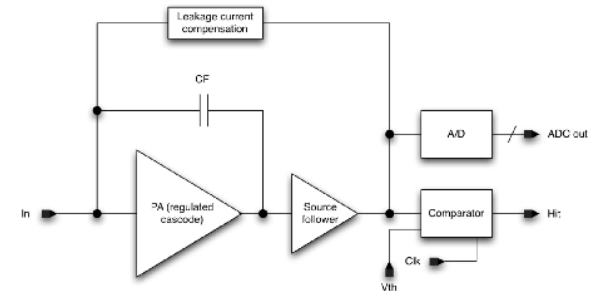 Leakage current
compensation
CF
A/D
ADC out
In
PA (regulated
cascode)
Source
follower
Comparator
Hit
Clk
Vth